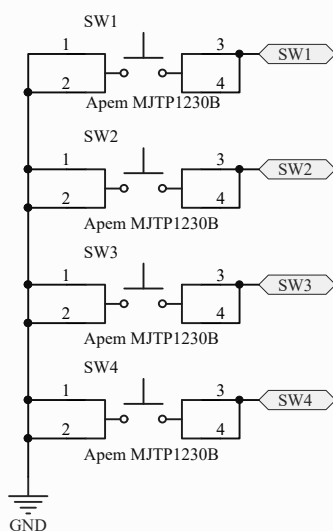 SW1
1 3 SW1
2 4
Apem MJTP1230B
SW2
1 3 SW2
2 4
Apem MJTP1230B
SW3
1 3 SW3
2 4
Apem MJTP1230B
SW4
1 3 SW4
2 4
Apem MJTP1230B
GND